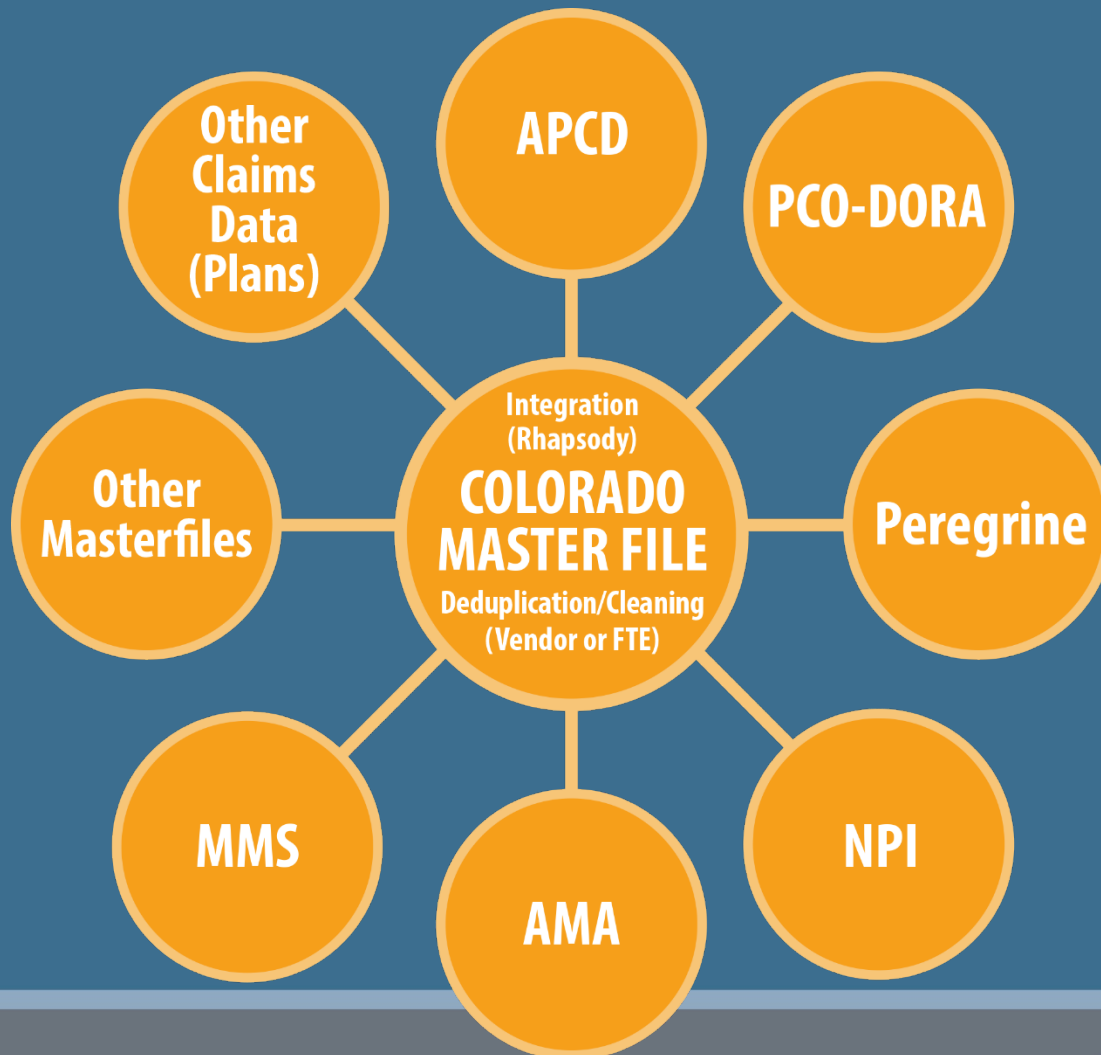 Other
Claims
Data
(Plans)
APCD
PCO-DORA
Other
Masterfiles
Integration
(Rhapsody)
COLORADO
MASTER FILE
Deduplication/Cleaning
(Vendor or FTE)
Peregrine
MMS
AMA
NPI